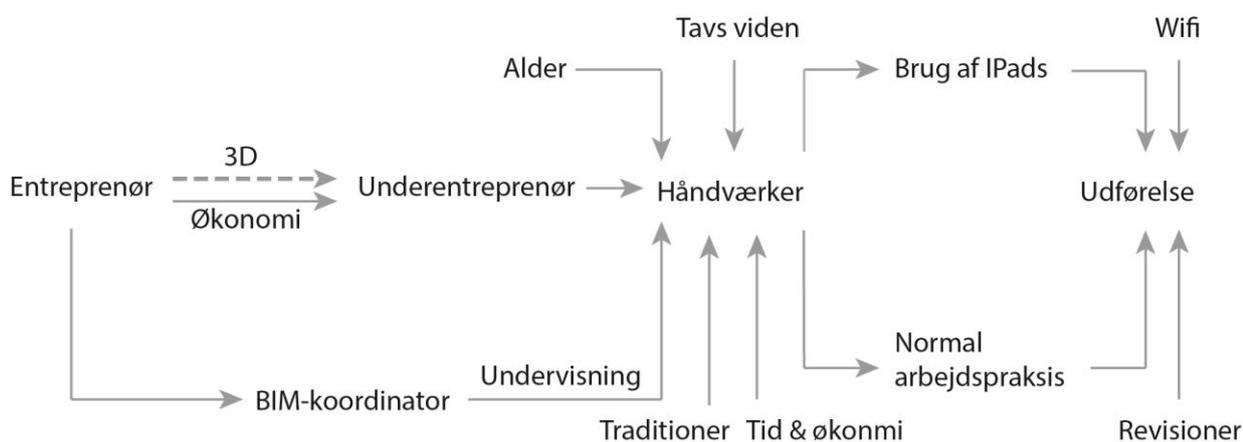 Tavs viden
Wifi
Alder
Brug af IPads
3D
Entreprenør
Underentreprenør
Håndværker
Udførelse
Økonomi
Normal
arbejdspraksis
Undervisning
BIM-koordinator
Traditioner
Tid & økonmi
Revisioner